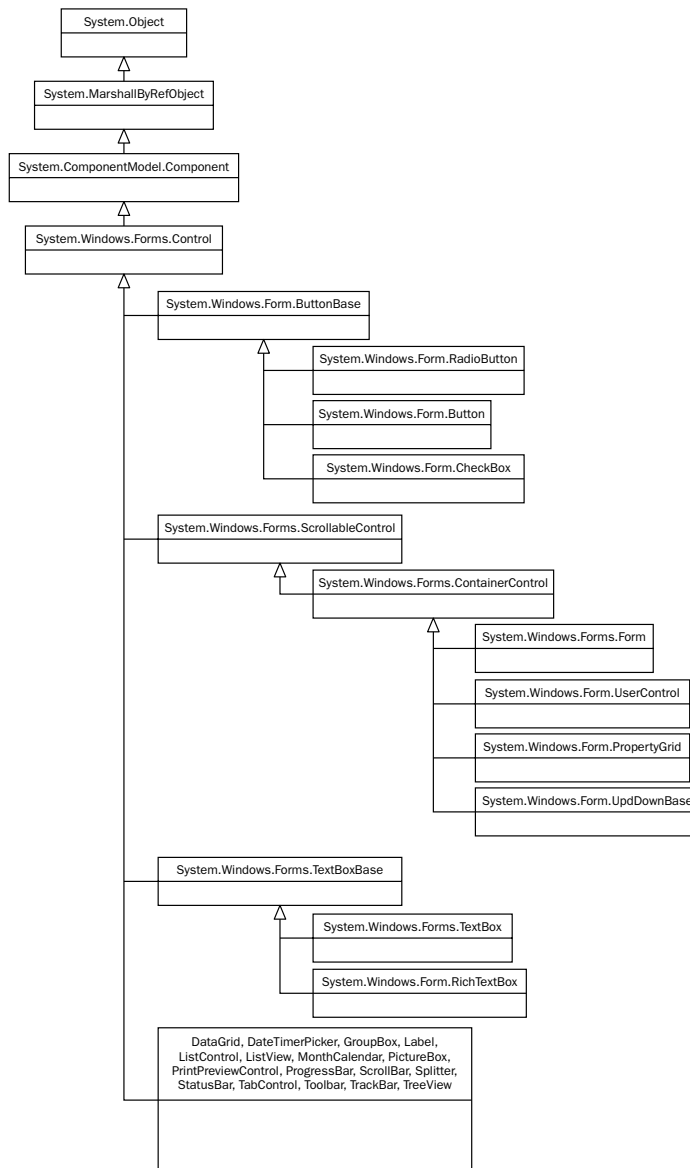 System.Object
System.MarshallByRefObject
System.ComponentModel.Component
System.Windows.Forms.Control
System.Windows.Form.ButtonBase
System.Windows.Form.RadioButton
System.Windows.Form.Button
System.Windows.Form.CheckBox
System.Windows.Forms.ScrollableControl
System.Windows.Forms.ContainerControl
System.Windows.Forms.Form
System.Windows.Form.UserControl
System.Windows.Form.PropertyGrid
System.Windows.Form.UpdDownBase
System.Windows.Forms.TextBoxBase
System.Windows.Forms.TextBox
System.Windows.Form.RichTextBox
DataGrid, DateTimerPicker, GroupBox, Label,
ListControl, ListView, MonthCalendar, PictureBox,
PrintPreviewControl, ProgressBar, ScrollBar, Splitter,
StatusBar, TabControl, Toolbar, TrackBar, TreeView